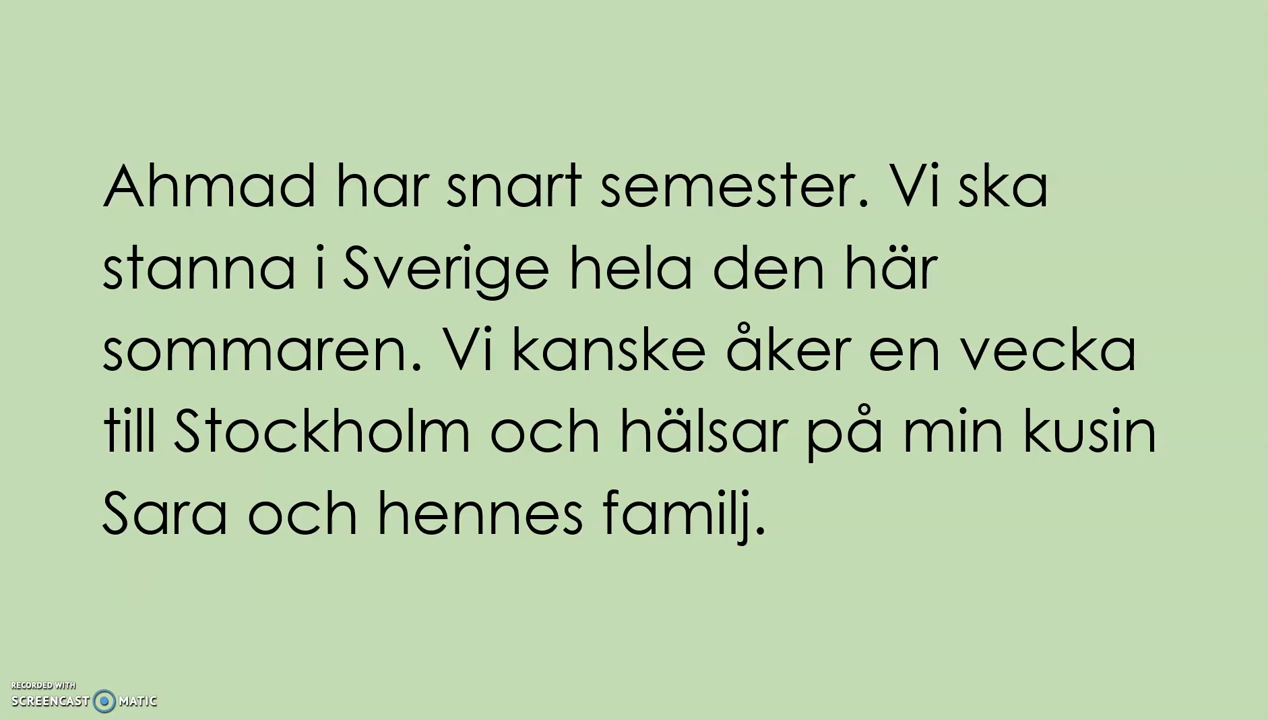 Ahmad har snart semester. Vi ska
stanna i Sverige hela den här
sommaren. Vi kanske åker en vecka
till Stockholm och hälsar på min kusin
Sara och hennes familj.
RECORDED WITH
SCREENCAST MATIC